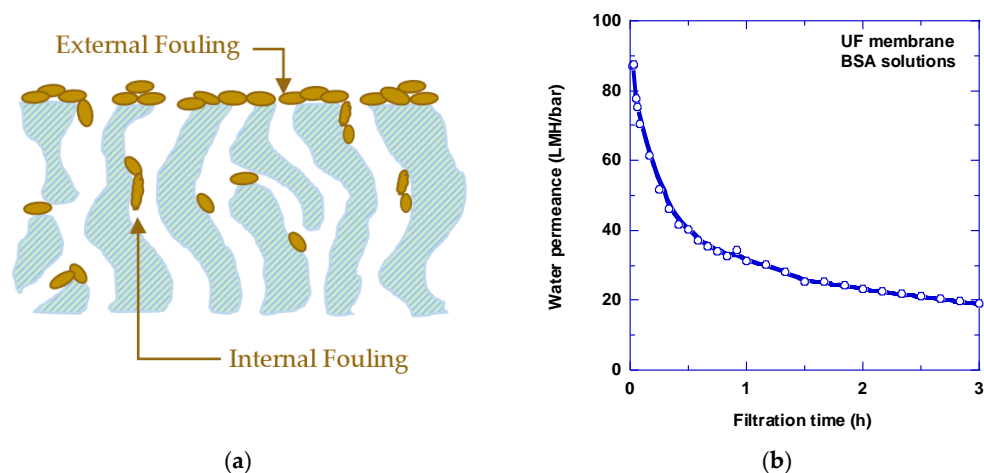 External Fouling
Internal Fouling
(a)
UF membrane
BSA solutions
Water permeance (LMH/bar)
100
80
60
40
20
0
0
1
2
3
Filtration time (h)
(b)